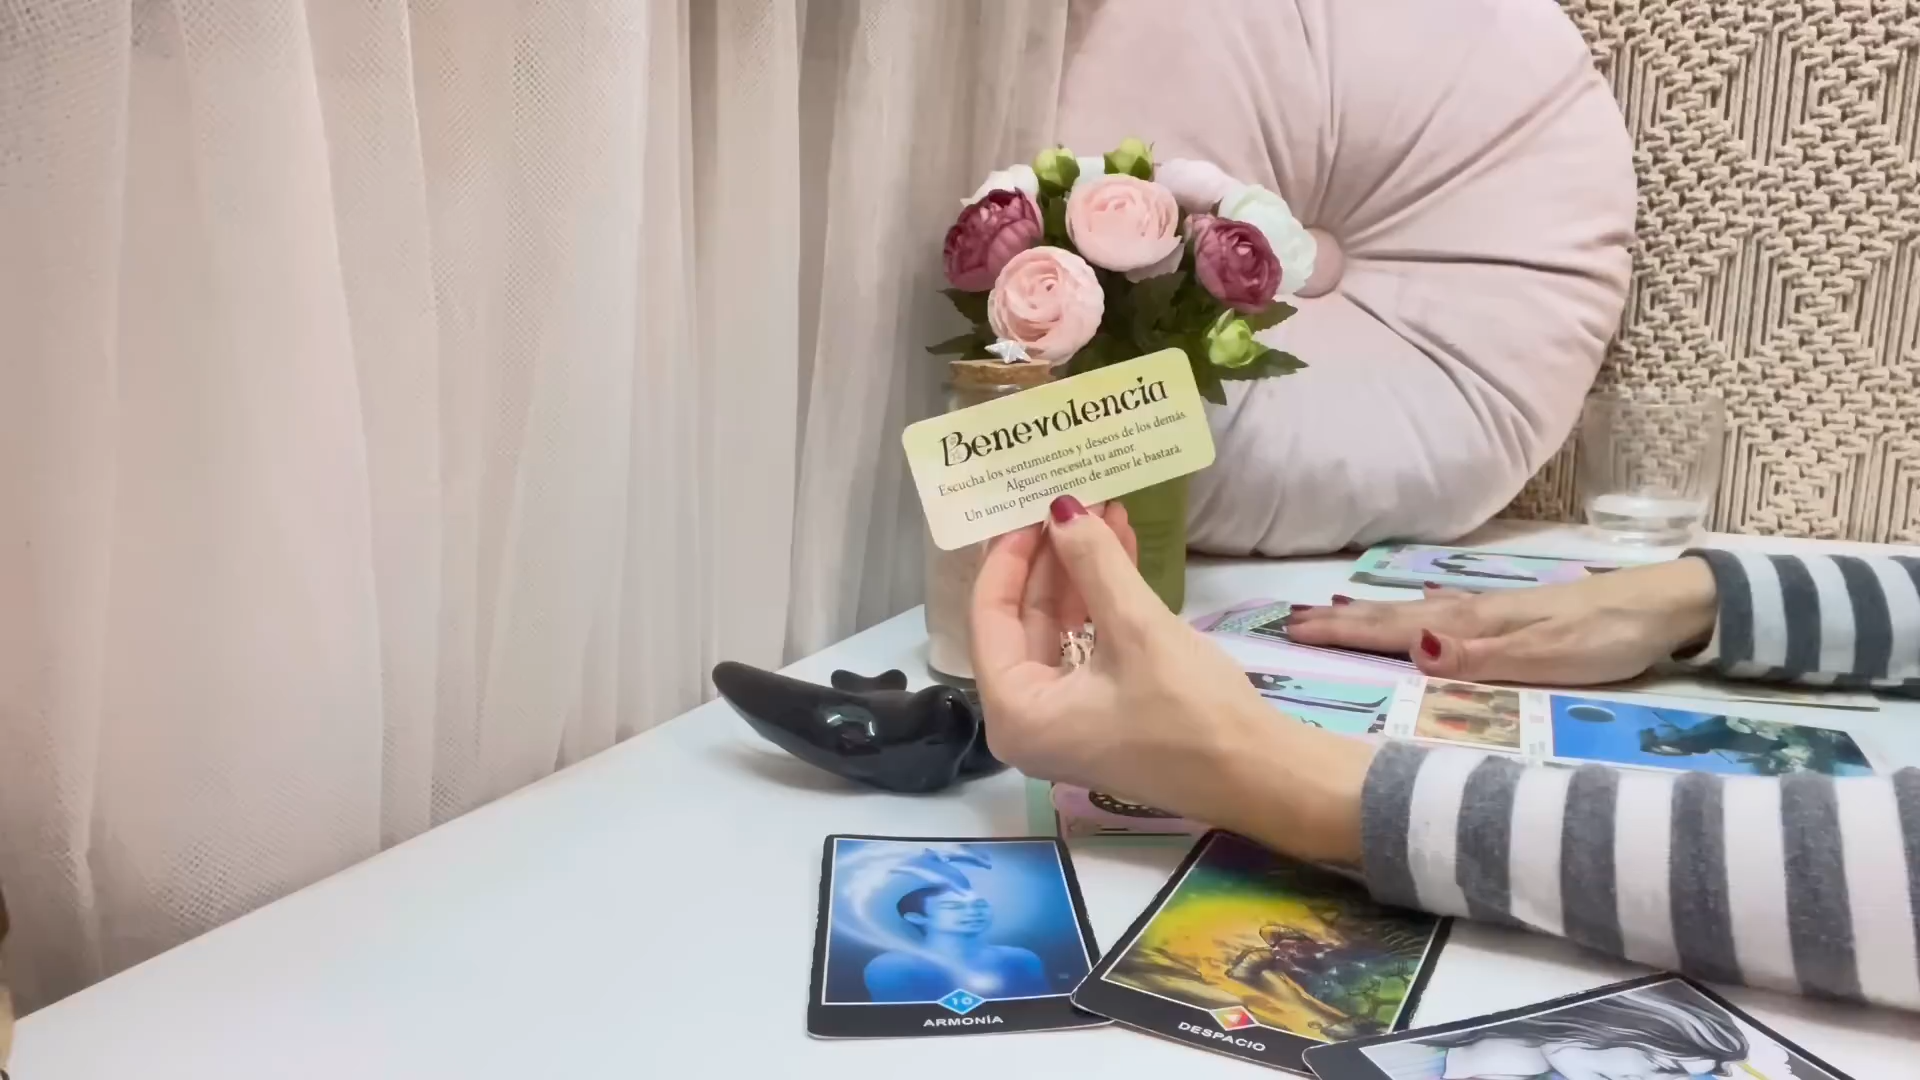 Benevolencia
Escucha los sentimientos y deseos de los demás.
Alguien necesita tu amor.
Un unico pensamiento de amor le bastará.
10
ARMONÍA
DESPACIO